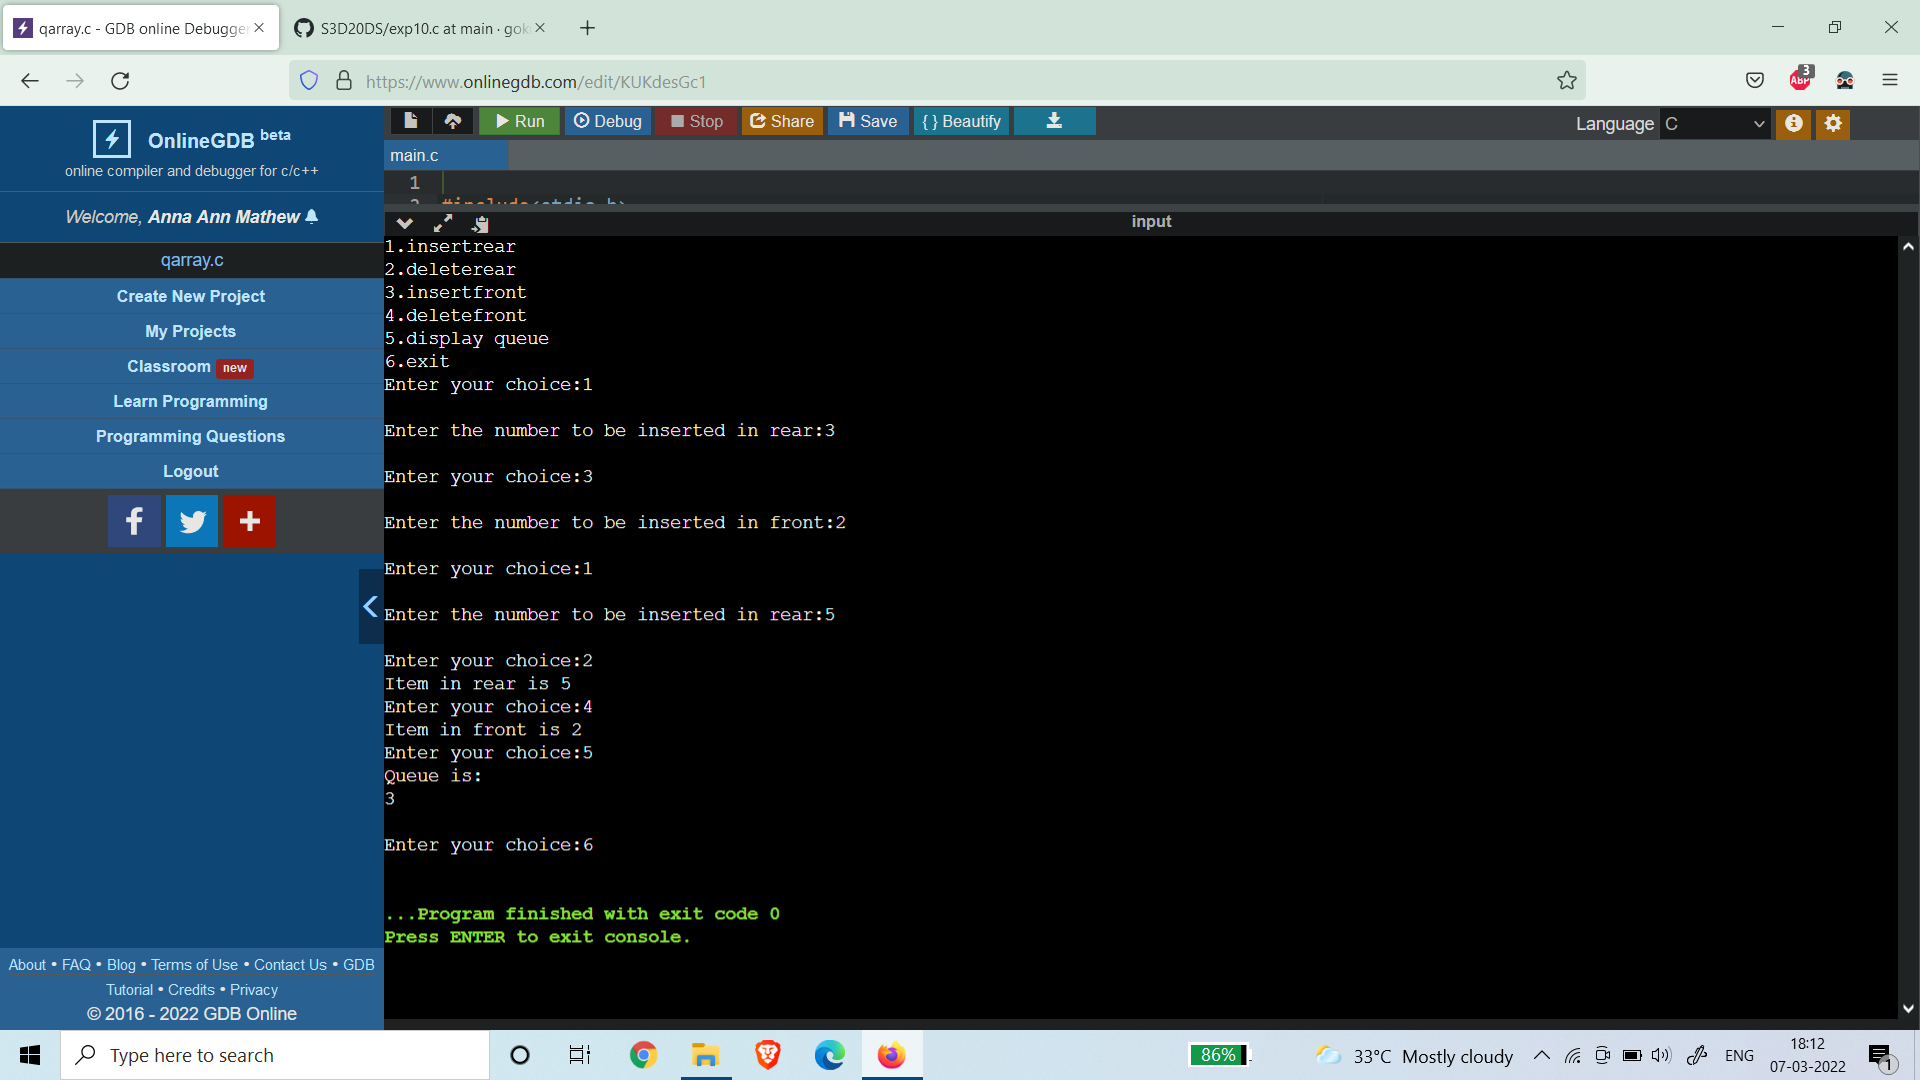 qarray.c - GDB online Debugger
S3D20DS/exp10.c at main · gok
https://www.onlinegdb.com/edit/KUKdesGc1
ABP
3
OnlineGDB beta
online compiler and debugger for c/c++
Welcome, Anna Ann Mathew
qarray.c
Create New Project
My Projects
Classroom new
Learn Programming
Programming Questions
Logout
About • FAQ • Blog • Terms of Use • Contact Us • GDB
Tutorial • Credits • Privacy
© 2016 - 2022 GDB Online
Run
Debug
Stop
Share
Save
{ } Beautify
Language C
main.c
1
2 #include<stdio.h>
input
1.insertrear
2.deleterear
3.insertfront
4.deletefront
5.display queue
6.exit
Enter your choice:1
Enter the number to be inserted in rear:3
Enter your choice:3
Enter the number to be inserted in front:2
Enter your choice:1
Enter the number to be inserted in rear:5
Enter your choice:2
Item in rear is 5
Enter your choice:4
Item in front is 2
Enter your choice:5
Queue is:
3
Enter your choice:6
...Program finished with exit code 0
Press ENTER to exit console.
Type here to search
86%
33°C Mostly cloudy
ENG
18:12
07-03-2022
1